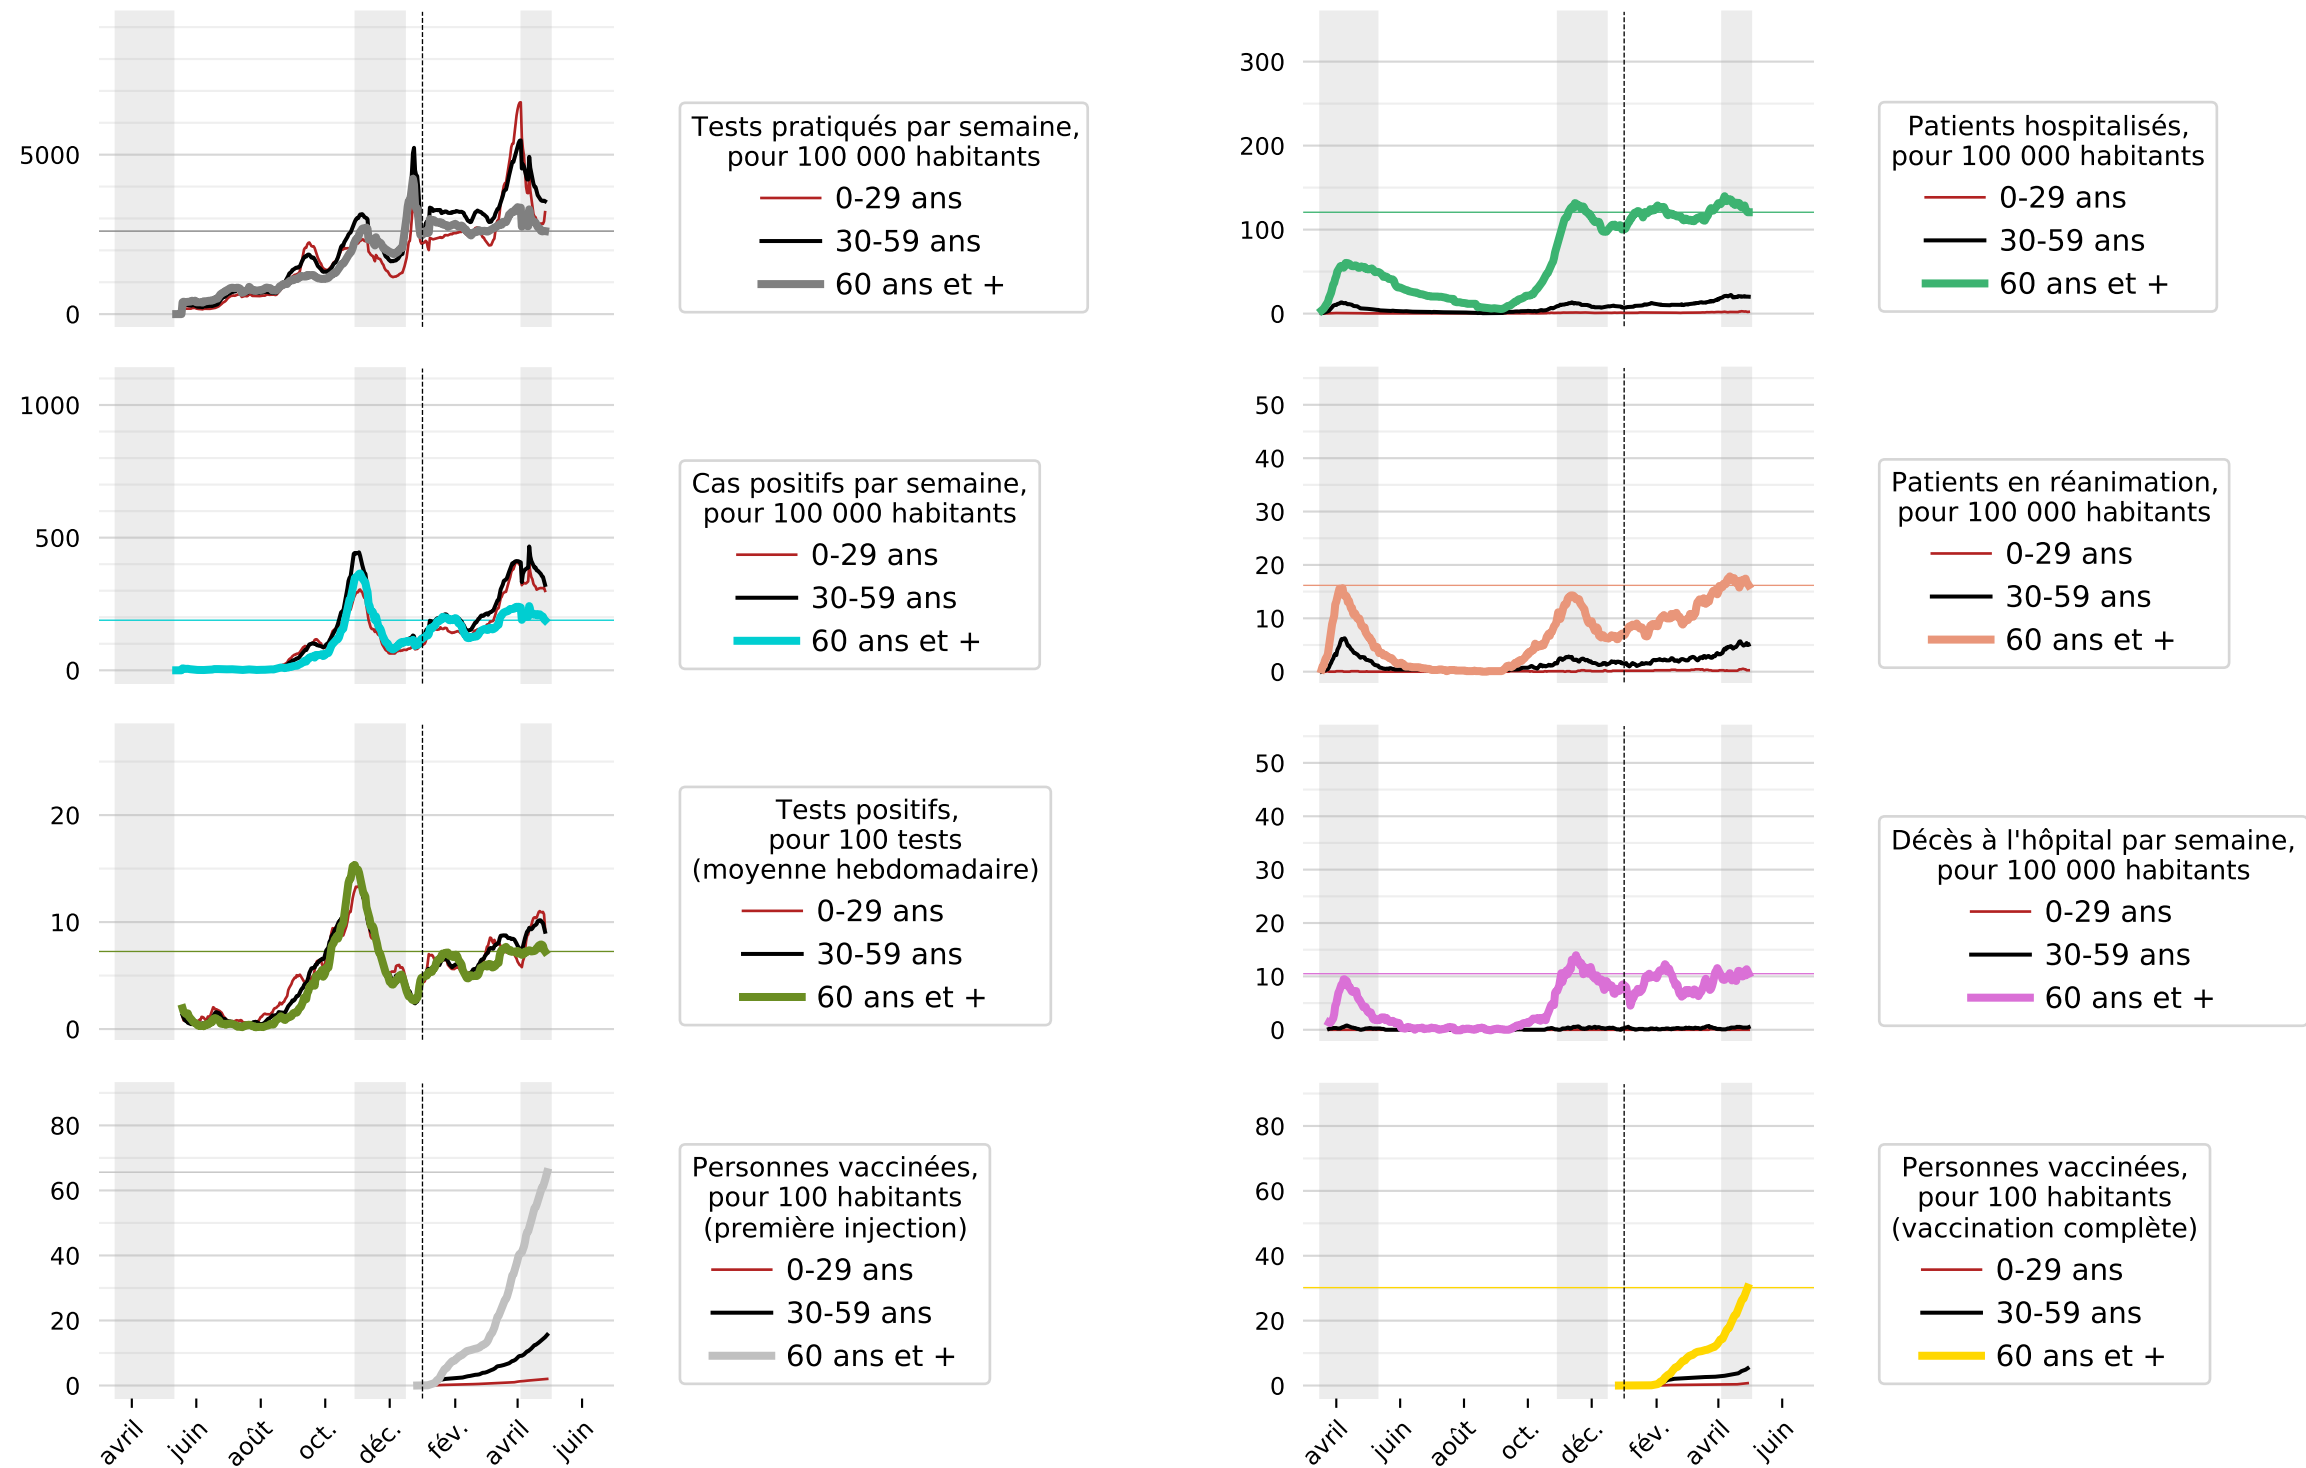 5000
0
Tests pratiqués par semaine,
pour 100 000 habitants
0-29 ans
30-59 ans
60 ans et +
300
200
100
0
Patients hospitalisés,
pour 100 000 habitants
0-29 ans
30-59 ans
60 ans et +
1000
500
0
Cas positifs par semaine,
pour 100 000 habitants
0-29 ans
30-59 ans
60 ans et +
50
40
30
20
10
0
Patients en réanimation,
pour 100 000 habitants
0-29 ans
30-59 ans
60 ans et +
20
10
0
Tests positifs,
pour 100 tests
(moyenne hebdomadaire)
0-29 ans
30-59 ans
60 ans et +
50
40
30
20
10
0
Décès à l'hôpital par semaine,
pour 100 000 habitants
0-29 ans
30-59 ans
60 ans et +
80
60
40
20
0
avril juin août oct. déc. fév. avril juin
Personnes vaccinées,
pour 100 habitants
(première injection)
0-29 ans
30-59 ans
60 ans et +
80
60
40
20
0
avril juin août oct. déc. fév. avril juin
Personnes vaccinées,
pour 100 habitants
(vaccination complète)
0-29 ans
30-59 ans
60 ans et +